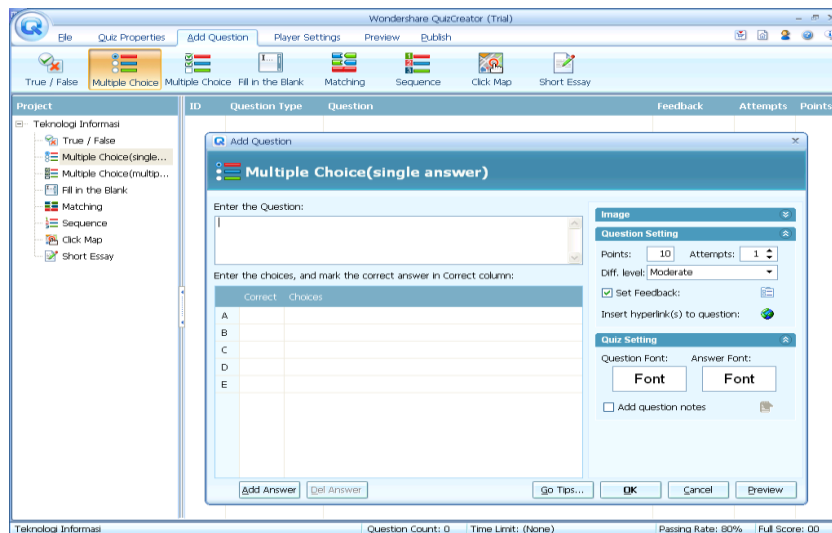 Wondershare QuizCreator (Trial)
File Quiz Properties Add Question Player Settings Preview Publish
True / False Multiple Choice Multiple Choice Fill in the Blank Matching Sequence Click Map Short Essay
Project ID Question Type Question Feedback Attempts Points
Teknologi Informasi
True / False
Multiple Choice(single...
Multiple Choice(multip...
Fill in the Blank
Matching
Sequence
Click Map
Short Essay
Add Question
Multiple Choice(single answer)
Enter the Question:
Enter the choices, and mark the correct answer in Correct column:
Correct Choices
A
B
C
D
E
Add Answer Del Answer
Image
Question Setting
Points: 10 Attempts: 1
Diff. level: Moderate
Set Feedback:
Insert hyperlink(s) to question:
Quiz Setting
Question Font: Answer Font:
Font Font
Add question notes
Go Tips... OK Cancel Preview
Teknologi Informasi Question Count: 0 Time Limit: (None) Passing Rate: 80% Full Score: 00